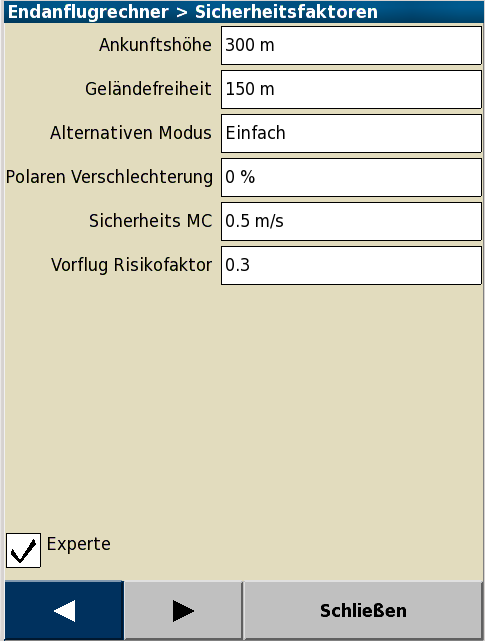 Endanflugrechner > Sicherheitsfaktoren
Ankunftshöhe 300 m
Geländefreiheit 150 m
Alternativen Modus Einfach
Polaren Verschlechterung 0 %
Sicherheits MC 0.5 m/s
Vorflug Risikofaktor 0.3
Experte
Schließen